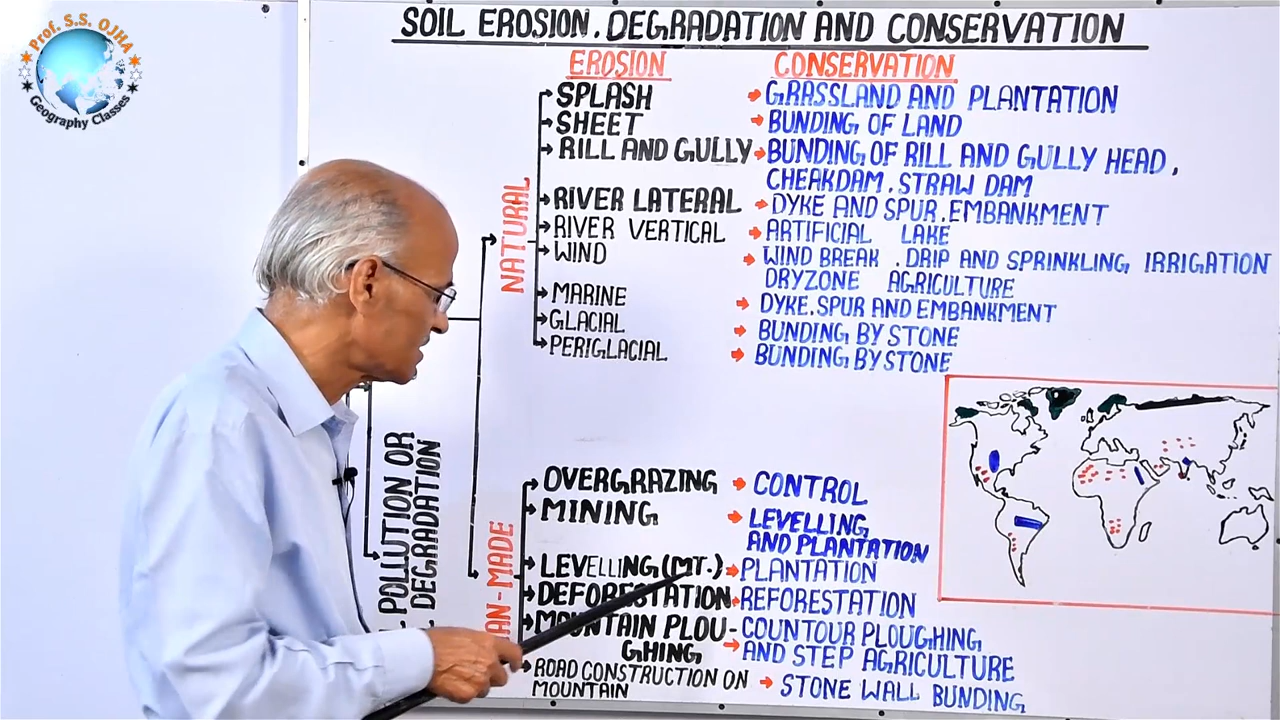 Prof. S.S. OJHA
Geography Classes
SOIL EROSION. DEGRADATION AND CONSERVATION
EROSION CONSERVATION
SPLASH GRASSLAND AND PLANTATION
SHEET BUNDING OF LAND
RILL AND GULLY BUNDING OF RILL AND GULLY HEAD,
CHEAKDAM. STRAW DAM
RIVER LATERAL DYKE AND SPUR. EMBANKMENT
RIVER VERTICAL ARTIFICIAL LAKE
WIND WIND BREAK . DRIP AND SPRINKLING IRRIGATION
DRYZONE AGRICULTURE
MARINE DYKE. SPUR AND EMBANKMENT
GLACIAL BUNDING BY STONE
PERIGLACIAL BUNDING BY STONE
NATURAL
POLLUTION OR
DEGRADATION
OVERGRAZING CONTROL
MINING LEVELLING
AND PLANTATION
LEVELLING (MT.) PLANTATION
DEFORESTATION REFORESTATION
MOUNTAIN PLOU- COUNTOUR PLOUGHING
GHING AND STEP AGRICULTURE
ROAD CONSTRUCTION ON STONE WALL BUNDING
MOUNTAIN
AN-MADE